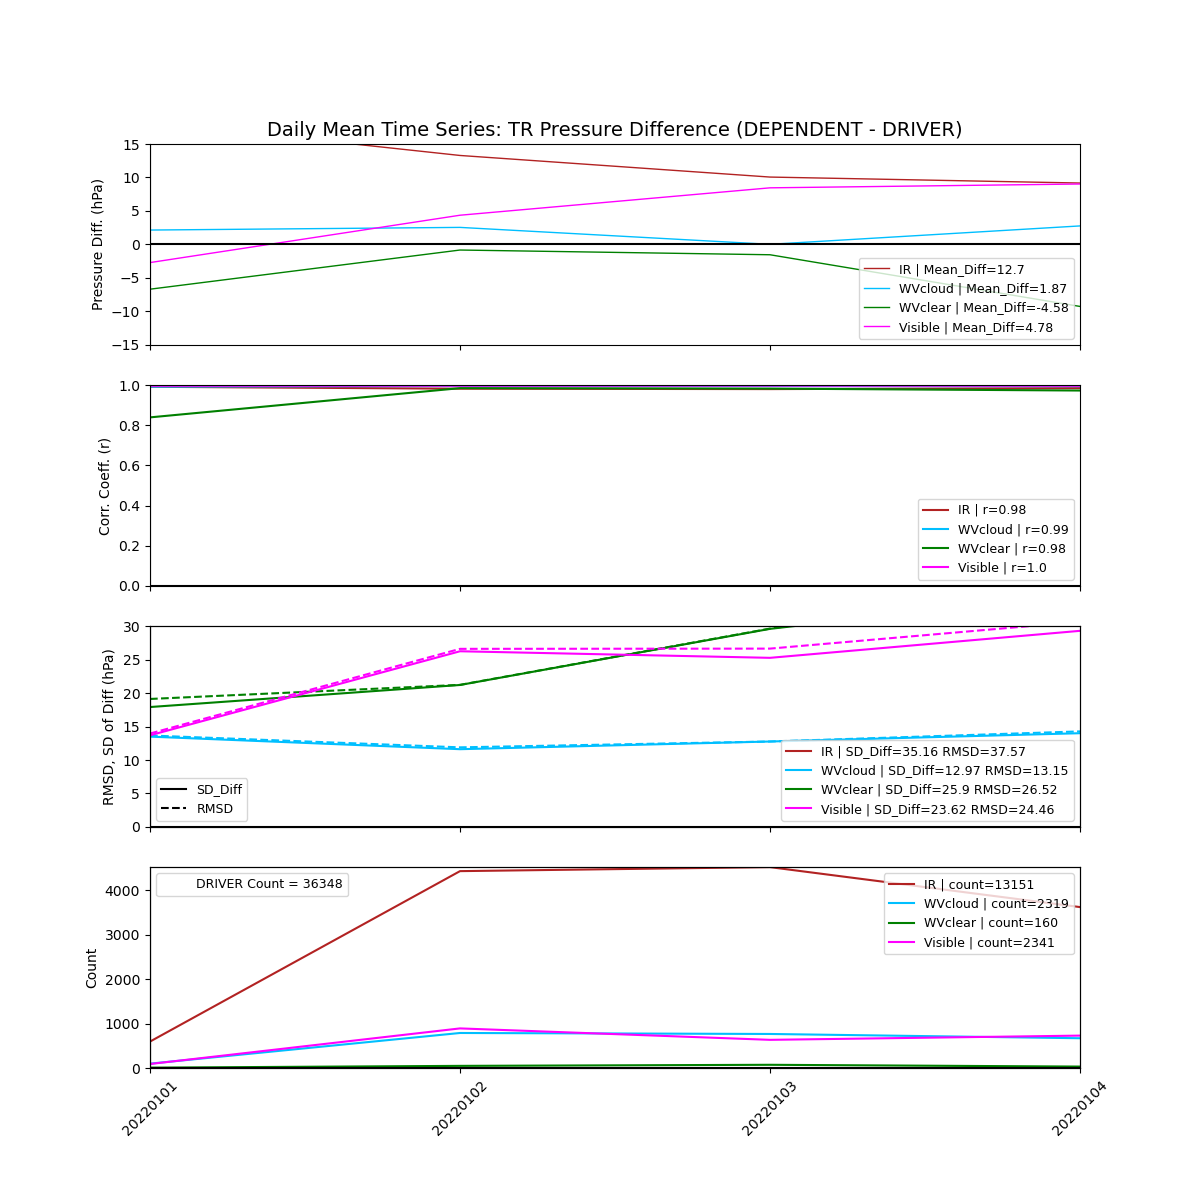 Daily Mean Time Series: TR Pressure Difference (DEPENDENT - DRIVER)
15
10
5
0
−5
−10
−15
Pressure Diff. (hPa)
IR | Mean_Diff=12.7
WVcloud | Mean_Diff=1.87
WVclear | Mean_Diff=-4.58
Visible | Mean_Diff=4.78
1.0
0.8
0.6
0.4
0.2
0.0
Corr. Coeff. (r)
IR | r=0.98
WVcloud | r=0.99
WVclear | r=0.98
Visible | r=1.0
30
25
20
15
10
5
0
RMSD, SD of Diff (hPa)
SD_Diff
RMSD
IR | SD_Diff=35.16 RMSD=37.57
WVcloud | SD_Diff=12.97 RMSD=13.15
WVclear | SD_Diff=25.9 RMSD=26.52
Visible | SD_Diff=23.62 RMSD=24.46
4000
3000
2000
1000
0
Count
DRIVER Count = 36348
IR | count=13151
WVcloud | count=2319
WVclear | count=160
Visible | count=2341
20220101
20220102
20220103
20220104